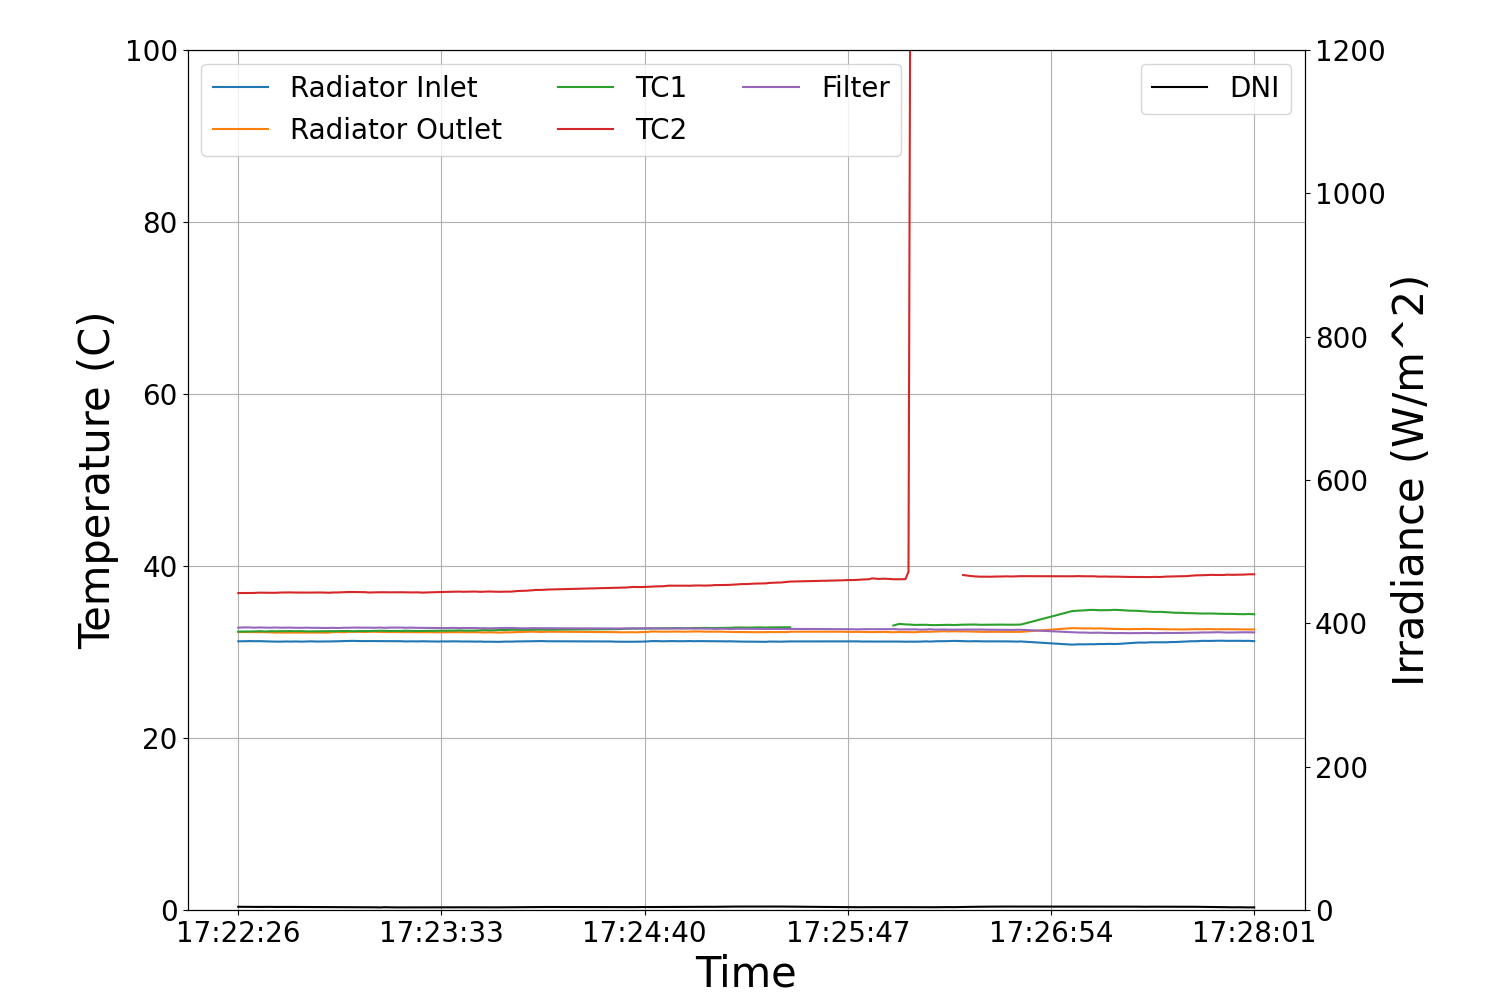 100
80
60
40
20
0
Temperature (C)
Radiator Inlet
Radiator Outlet
TC1
TC2
Filter
DNI
1200
1000
800
600
400
200
0
Irradiance (W/m^2)
17:22:26 17:23:33 17:24:40 17:25:47 17:26:54 17:28:01
Time